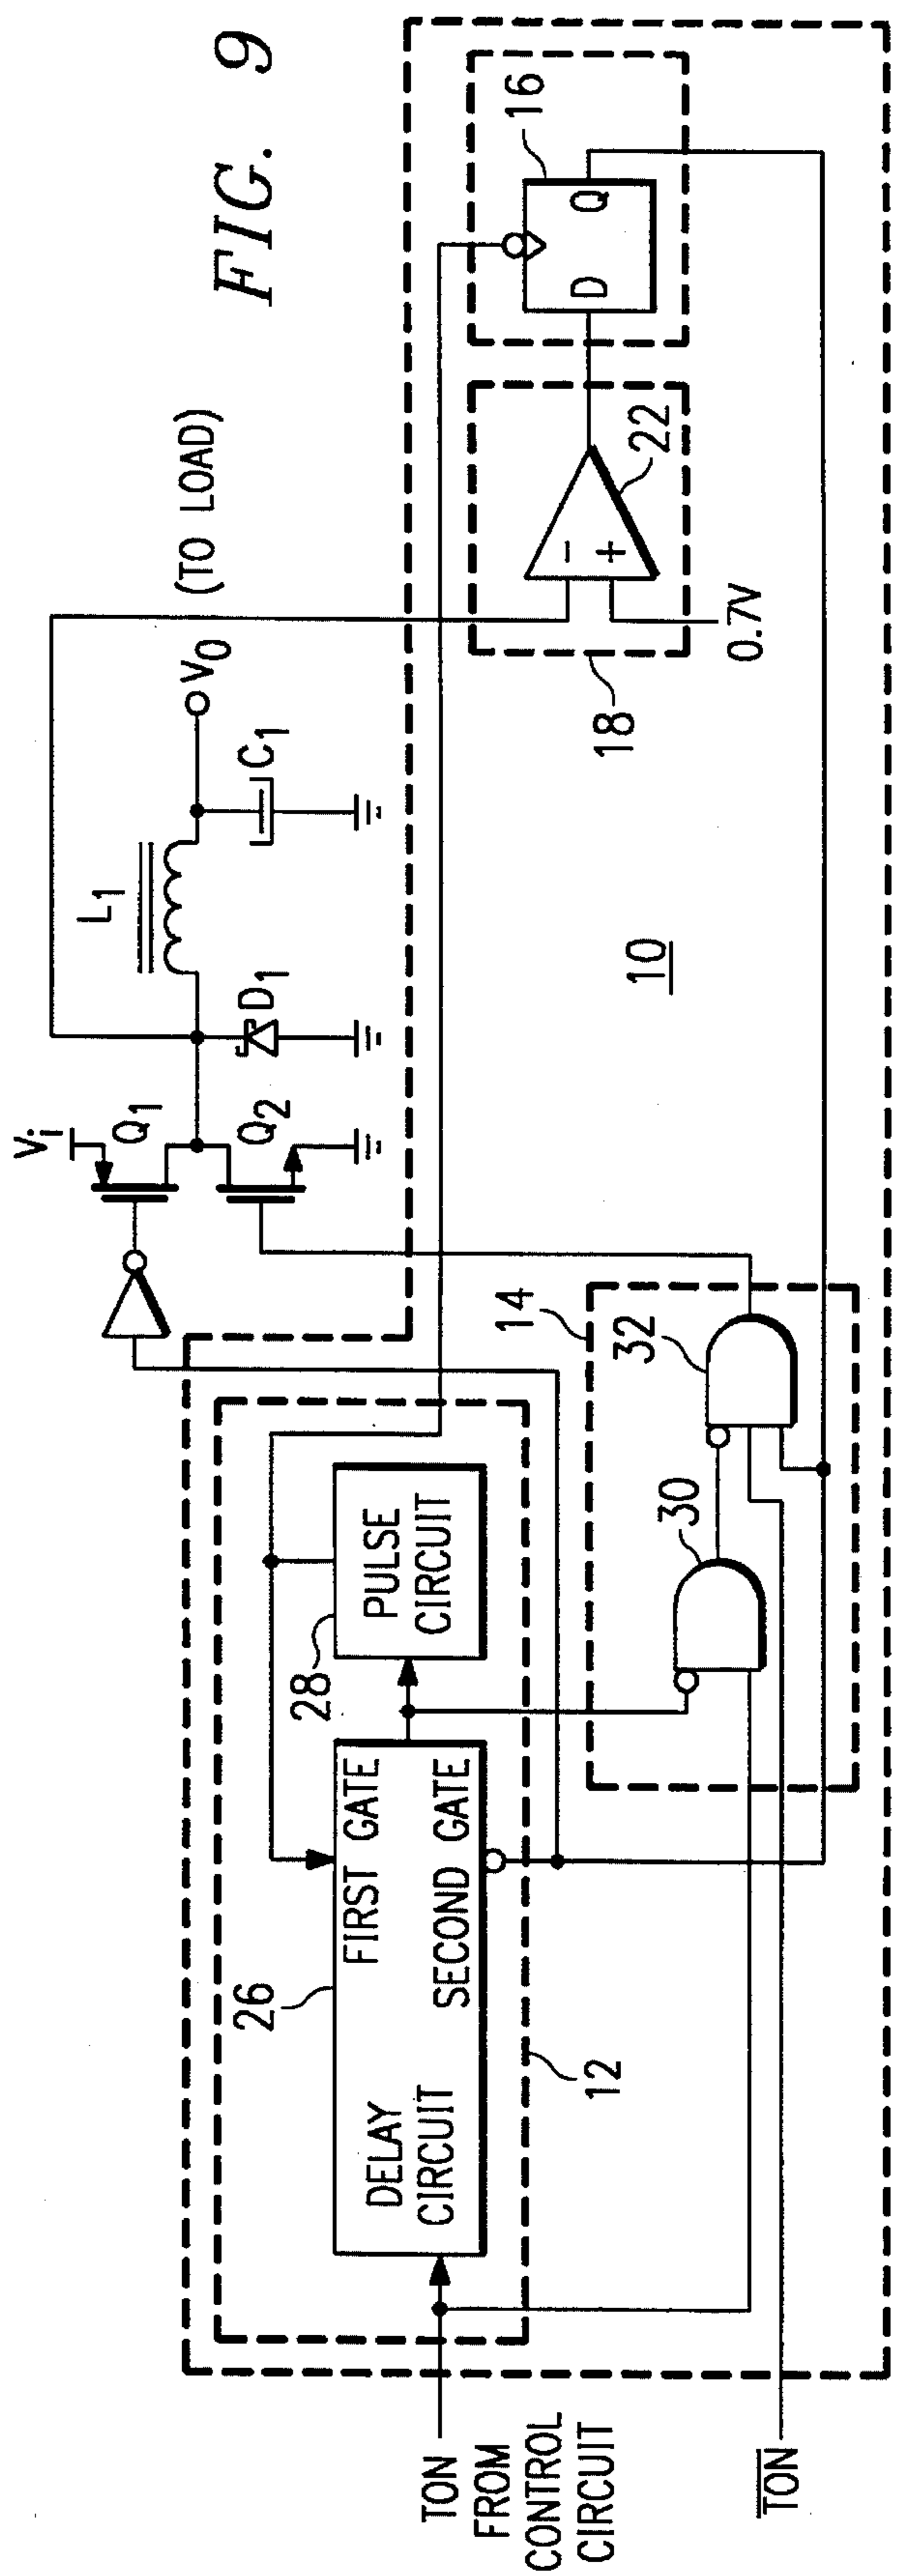 FIG. 9
Vi
Q1
Q2
D1
L1
C1
V0
(TO LOAD)
26
DELAY
CIRCUIT
FIRST GATE
SECOND GATE
28
PULSE
CIRCUIT
12
14
30
32
10
18
22
-
+
0.7V
16
D
Q
TON
FROM
CONTROL
CIRCUIT
T̅O̅N̅